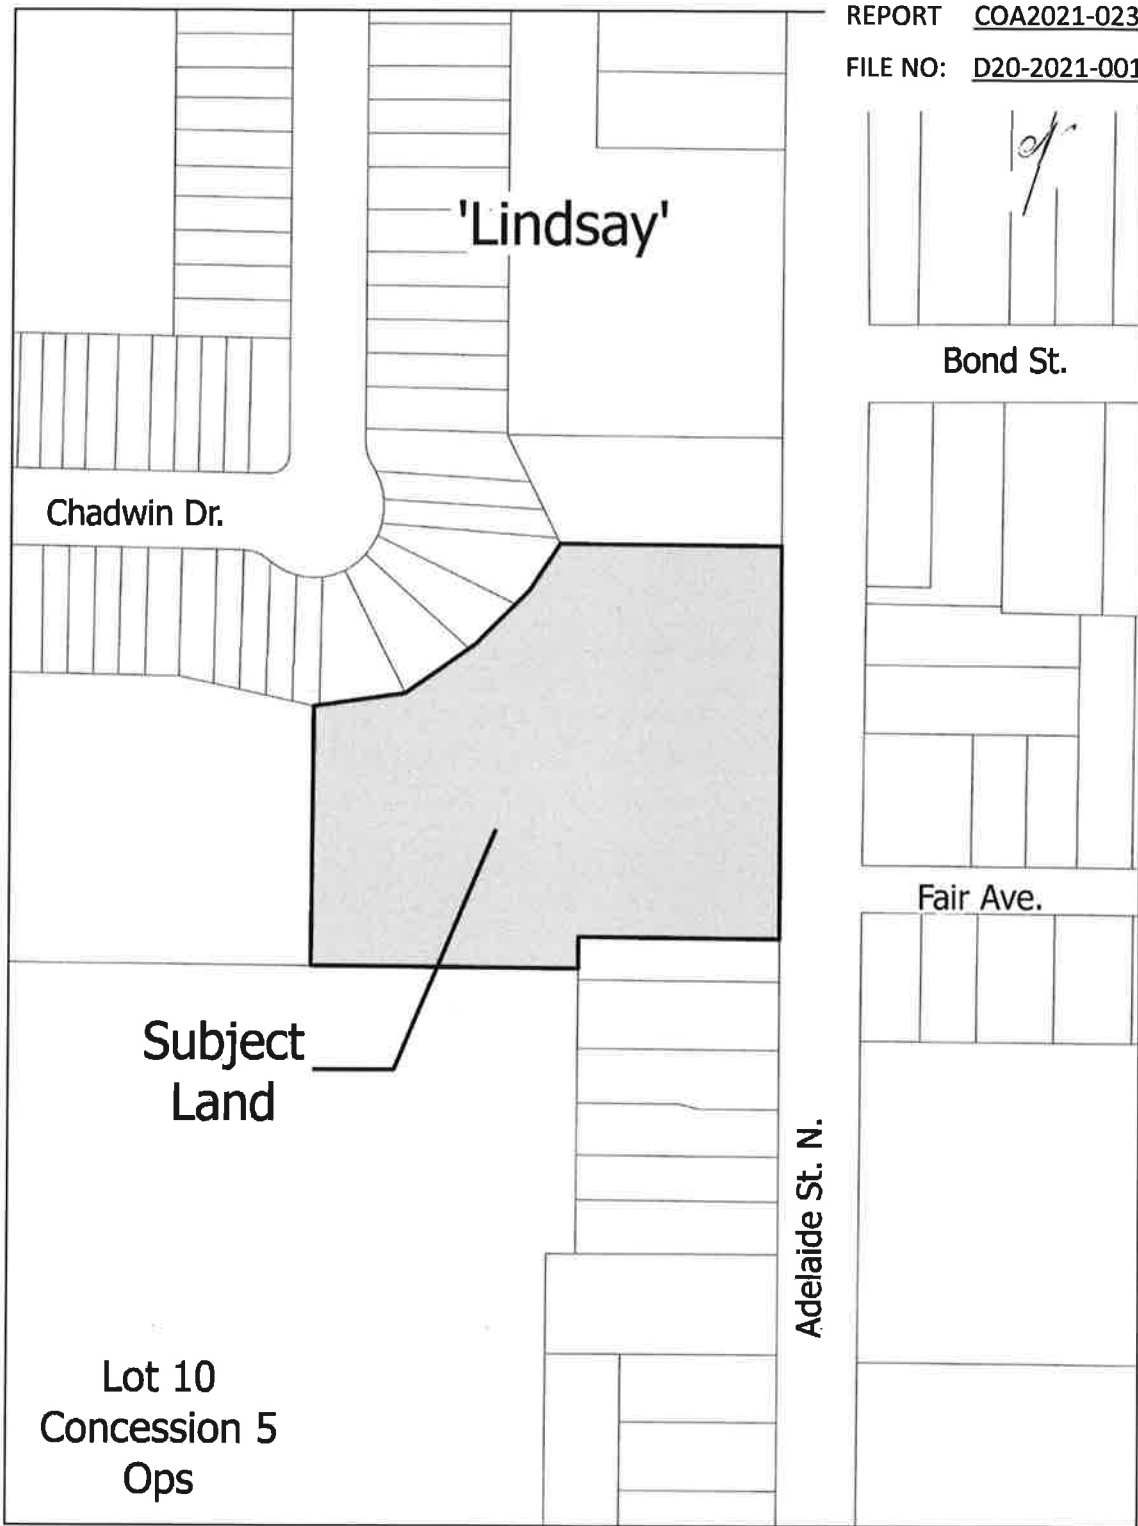 REPORT COA2021-023
FILE NO: D20-2021-001
'Lindsay'
Bond St.
Chadwin Dr.
Fair Ave.
Subject
Land
Adelaide St. N.
Lot 10
Concession 5
Ops